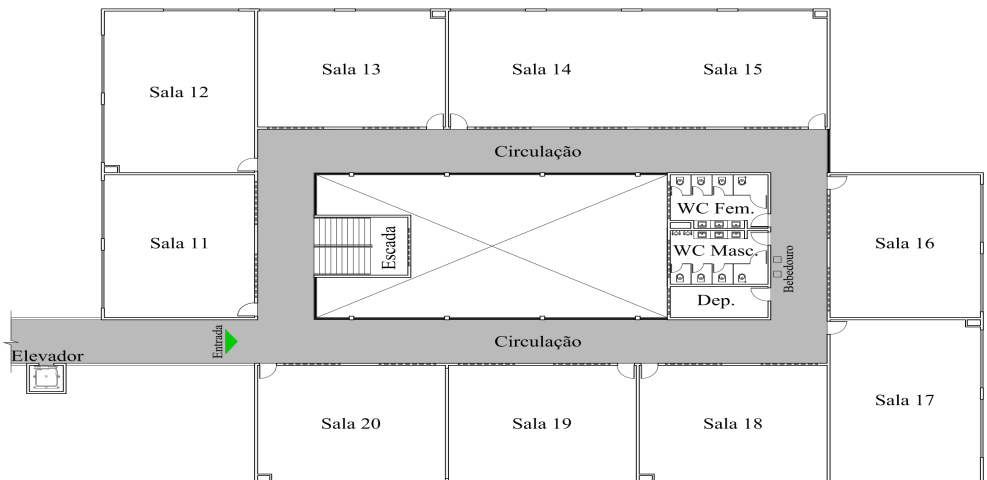 Sala 12
Sala 13
Sala 14
Sala 15
Circulação
Sala 11
Escada
WC Fem.
WC Masc.
Dep.
Bebedouro
Sala 16
Elevador
Entrada
Circulação
Sala 20
Sala 19
Sala 18
Sala 17